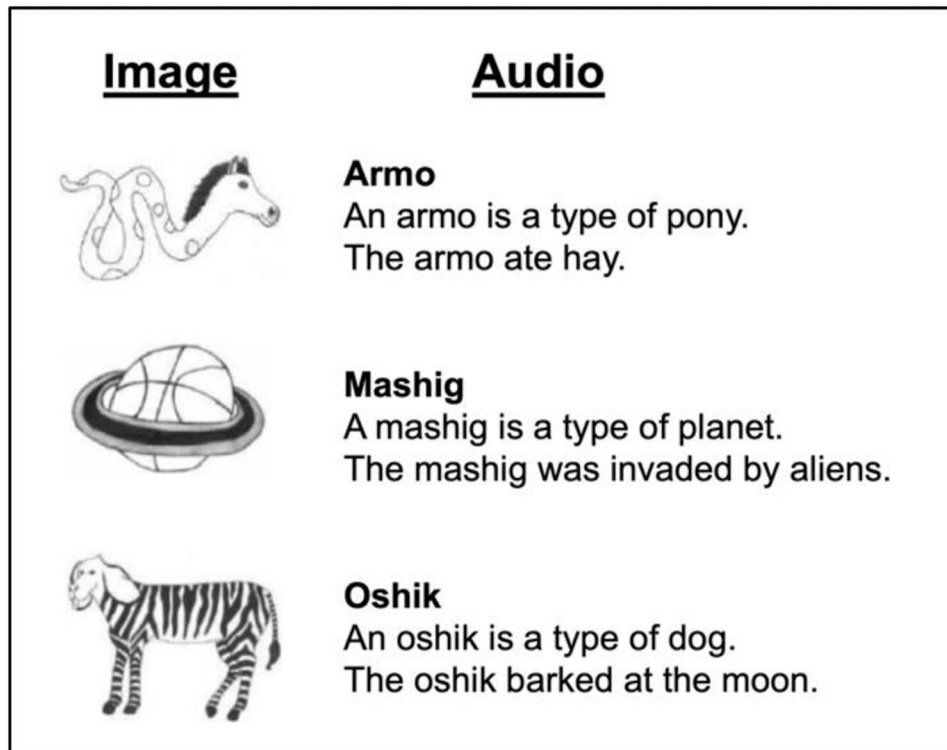 Image
Audio
Armo
An armo is a type of pony.
The armo ate hay.
Mashig
A mashig is a type of planet.
The mashig was invaded by aliens.
Oshik
An oshik is a type of dog.
The oshik barked at the moon.